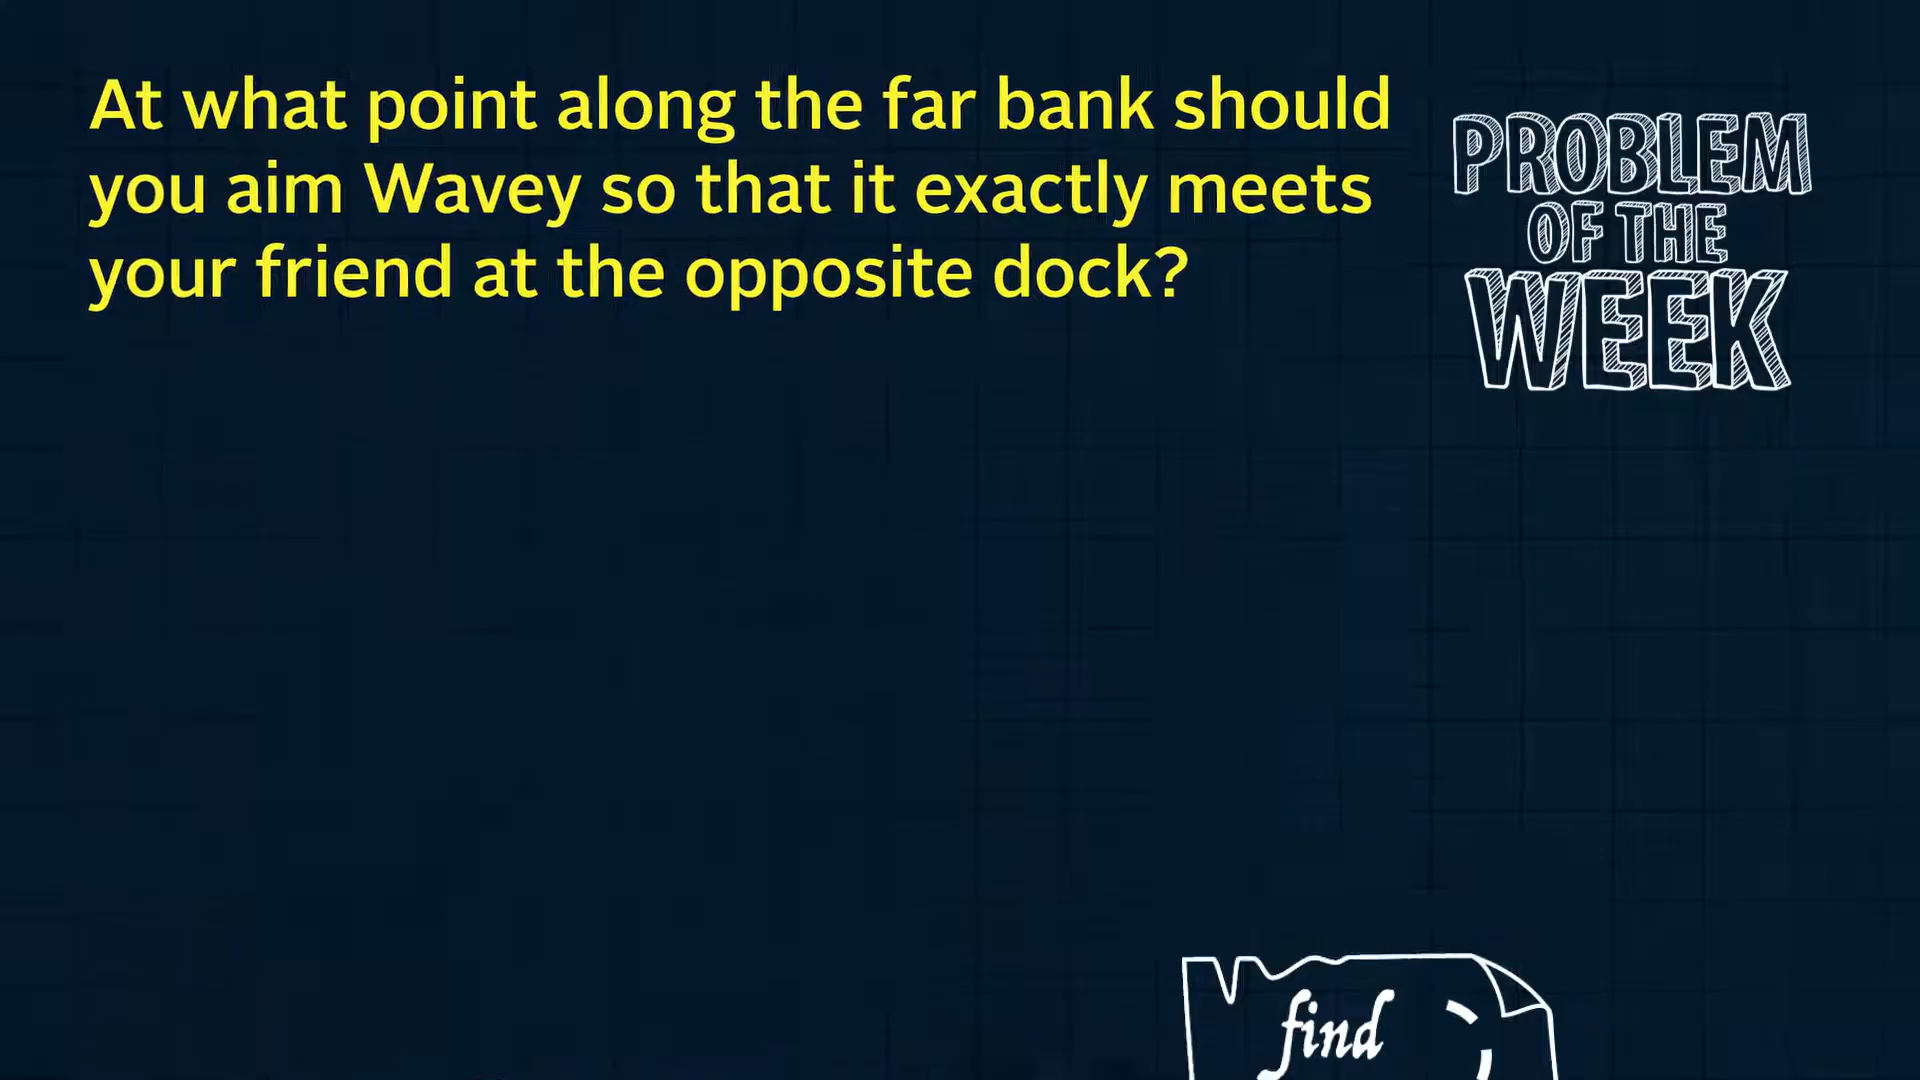 At what point along the far bank should
you aim Wavey so that it exactly meets
your friend at the opposite dock?
PROBLEM
OF THE
WEEK
find